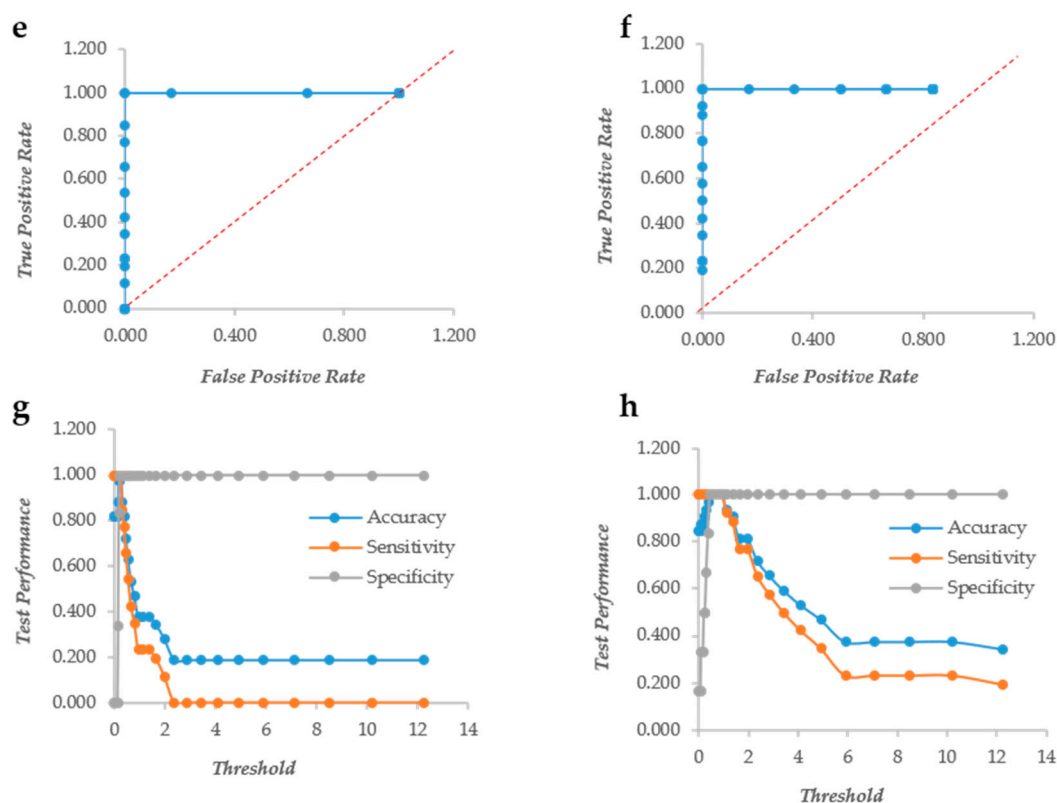 e
1.200
1.000
0.800
0.600
0.400
0.200
0.000
True Positive Rate
0.000 0.400 0.800 1.200
False Positive Rate
f
1.200
1.000
0.800
0.600
0.400
0.200
0.000
True Positive Rate
0.000 0.400 0.800 1.200
False Positive Rate
g
1.200
1.000
0.800
0.600
0.400
0.200
0.000
Test Performance
Accuracy
Sensitivity
Specificity
0 2 4 6 8 10 12 14
Threshold
h
1.200
1.000
0.800
0.600
0.400
0.200
0.000
Test Performance
Accuracy
Sensitivity
Specificity
0 2 4 6 8 10 12 14
Threshold